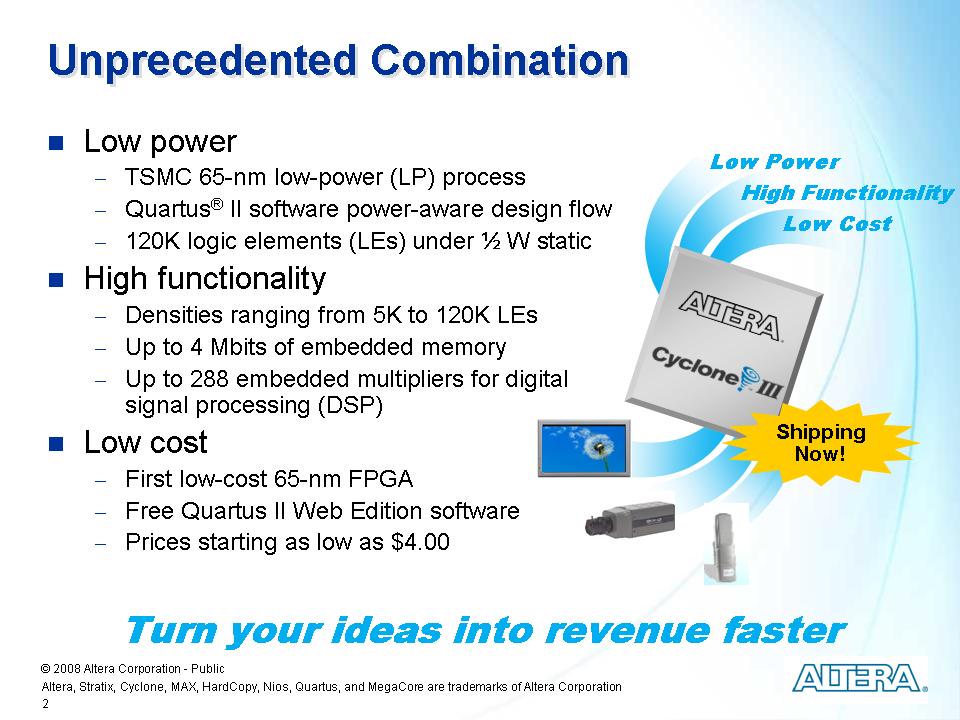 Unprecedented Combination
Low power
– TSMC 65-nm low-power (LP) process
– Quartus® II software power-aware design flow
– 120K logic elements (LEs) under ½ W static
High functionality
– Densities ranging from 5K to 120K LEs
– Up to 4 Mbits of embedded memory
– Up to 288 embedded multipliers for digital
signal processing (DSP)
Low cost
– First low-cost 65-nm FPGA
– Free Quartus II Web Edition software
– Prices starting as low as $4.00
Low Power
High Functionality
Low Cost
ALTERA®
Cyclone III
Shipping
Now!
Turn your ideas into revenue faster
© 2008 Altera Corporation - Public
Altera, Stratix, Cyclone, MAX, HardCopy, Nios, Quartus, and MegaCore are trademarks of Altera Corporation
2
ALTERA®